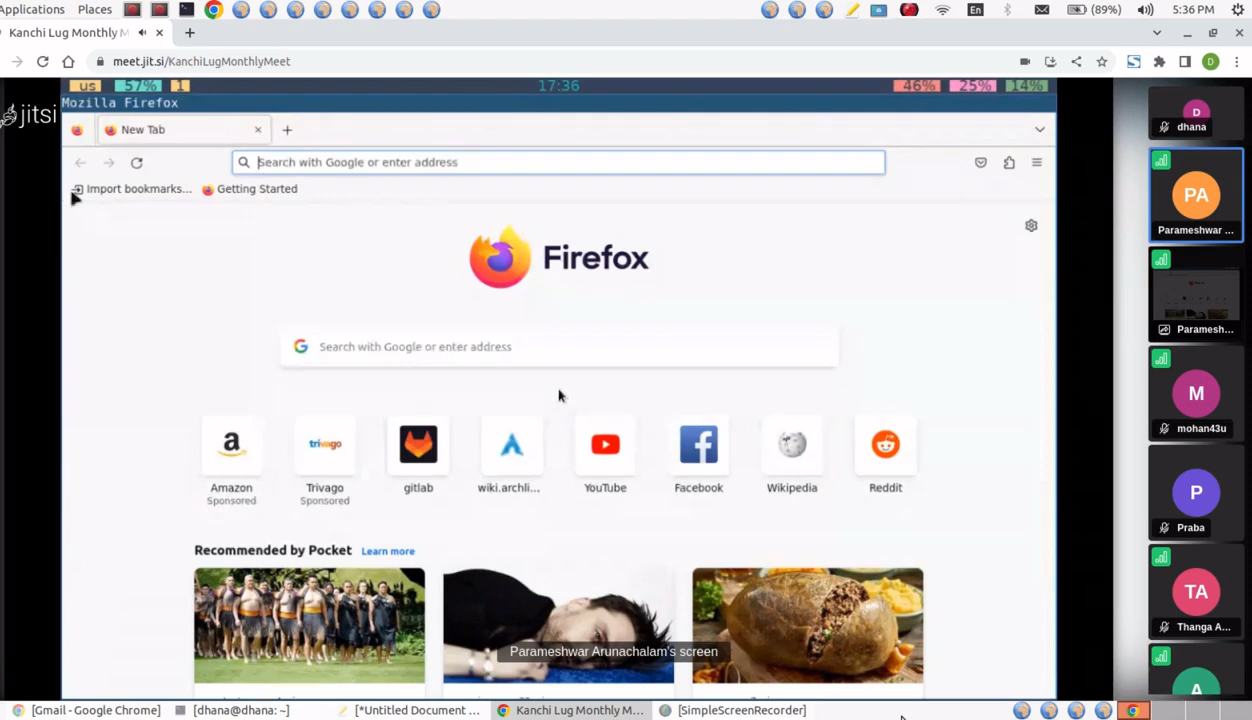 Applications Places En (89%) 5:36 PM
Kanchi Lug Monthly M
meet.jit.si/KanchiLugMonthlyMeet D
jitsi
us 57% 1 17:36 46% 25% 14%
Mozilla Firefox
New Tab
Search with Google or enter address
Import bookmarks... Getting Started
Firefox
Search with Google or enter address
a
trivago
Amazon Trivago gitlab wiki.archli... YouTube Facebook Wikipedia Reddit
Sponsored Sponsored
Recommended by Pocket Learn more
Parameshwar Arunachalam's screen
D
dhana
PA
Parameshwar ...
Paramesh...
M
mohan43u
P
Praba
TA
Thanga A...
A
[Gmail - Google Chrome] [dhana@dhana: ~] [*Untitled Document ... Kanchi Lug Monthly M... [SimpleScreenRecorder]